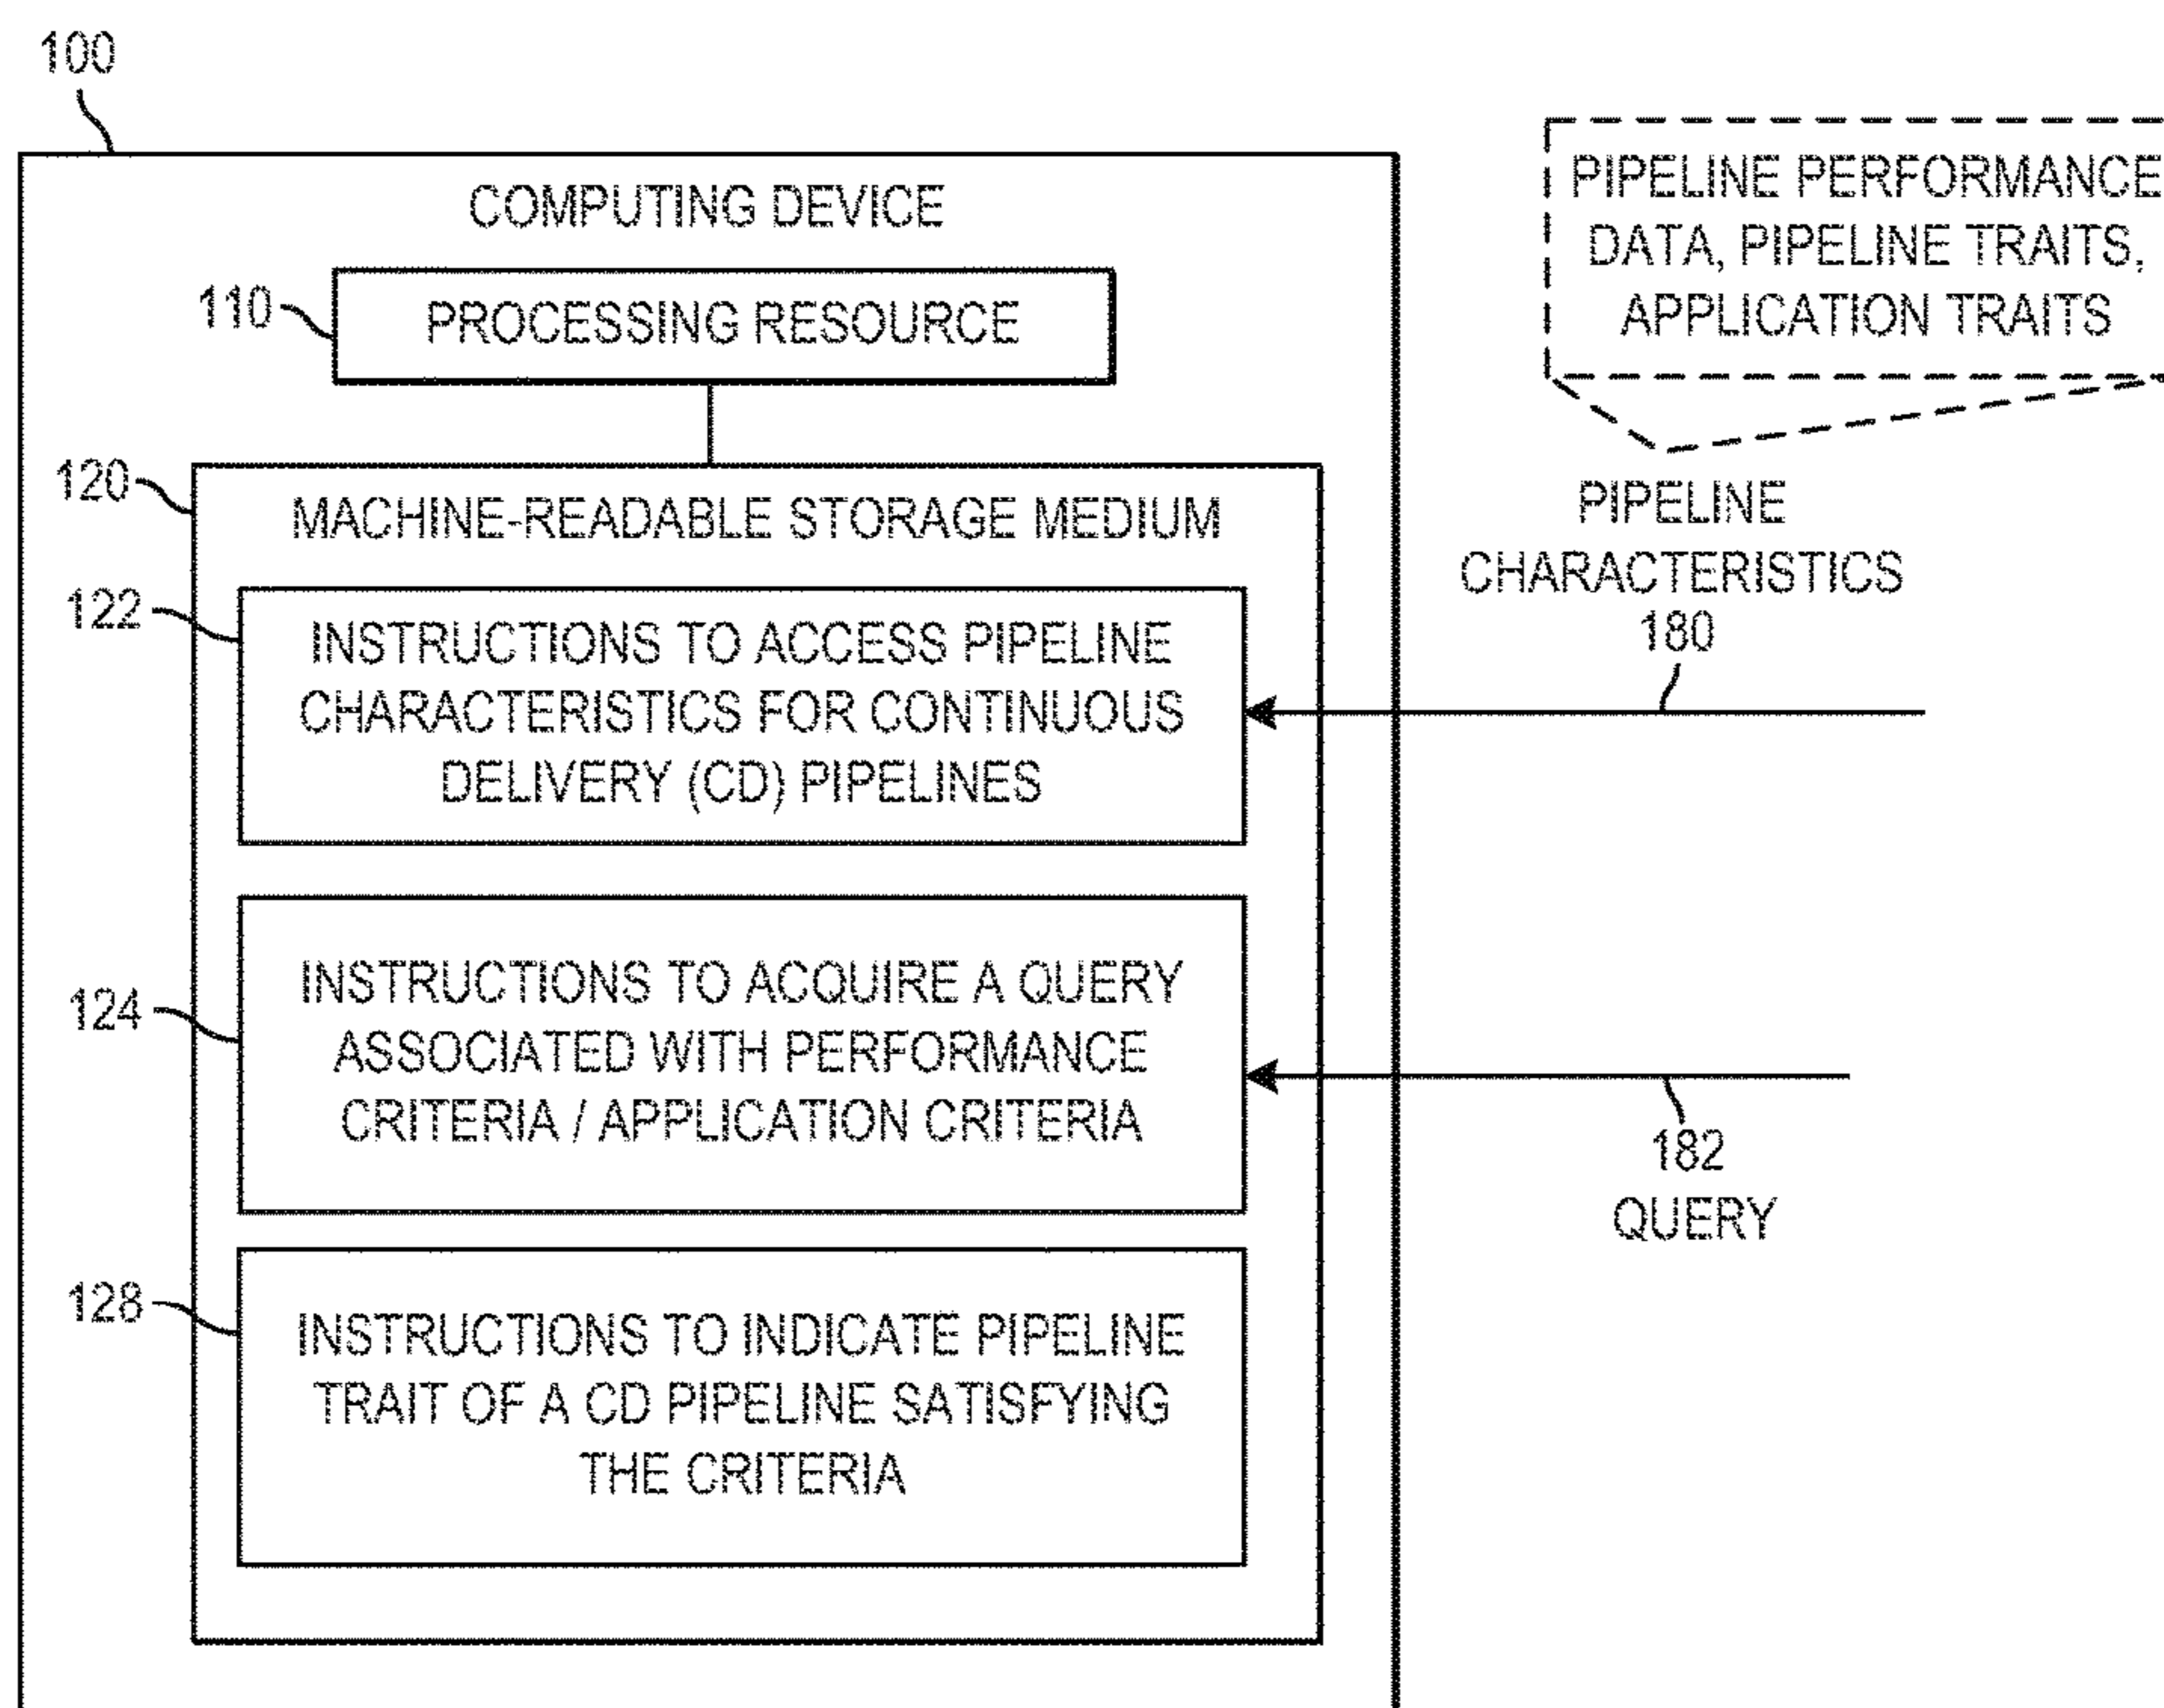 100
COMPUTING DEVICE
110
PROCESSING RESOURCE
120
MACHINE-READABLE STORAGE MEDIUM
122
INSTRUCTIONS TO ACCESS PIPELINE
CHARACTERISTICS FOR CONTINUOUS
DELIVERY (CD) PIPELINES
124
INSTRUCTIONS TO ACQUIRE A QUERY
ASSOCIATED WITH PERFORMANCE
CRITERIA / APPLICATION CRITERIA
128
INSTRUCTIONS TO INDICATE PIPELINE
TRAIT OF A CD PIPELINE SATISFYING
THE CRITERIA
PIPELINE PERFORMANCE
DATA, PIPELINE TRAITS,
APPLICATION TRAITS
PIPELINE
CHARACTERISTICS
180
182
QUERY